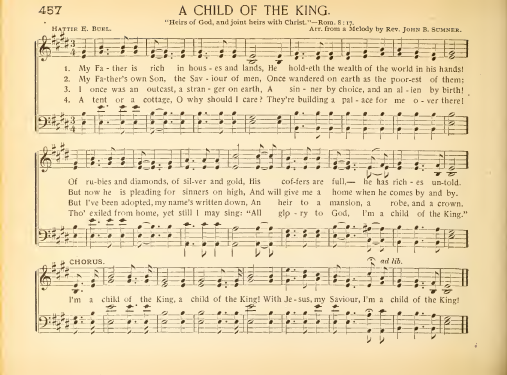 457
A CHILD OF THE KING.
"Heirs of God, and joint heirs with Christ."—Rom. 8:17.
HATTIE E. BUEL.
ARR. from a Melody by REV. JOHN B. SUMNER.
1. My Fa-ther is rich in hous-es and lands, He hold-eth the wealth of the world in his hands!
2. My Fa-ther's own Son, the Sav-iour of men, Once wandered on earth as the poor-est of them;
3. I once was an outcast, a stran-ger on earth, A sin-ner by choice, and an al-ien by birth!
4. A tent or a cottage, O why should I care? They're building a pal-ace for me o-ver there!
Of ru-bies and diamonds, of sil-ver and gold, His cof-fers are full,— he has rich-es un-told.
But now he is pleading for sinners on high, And will give me a home when he comes by and by.
But I've been adopted, my name's written down, An heir to a mansion, a robe, and a crown.
Tho' exiled from home, yet still I may sing: "All glo-ry to God, I'm a child of the King."
CHORUS.
ad lib.
I'm a child of the King, a child of the King! With Je-sus, my Saviour, I'm a child of the King!